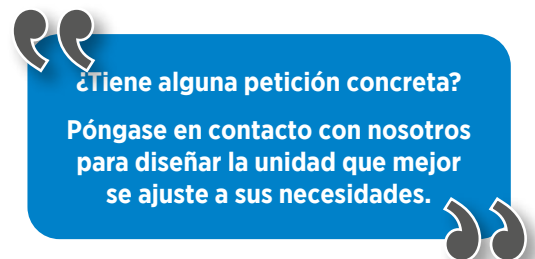 ¿Tiene alguna petición concreta?
Póngase en contacto con nosotros
para diseñar la unidad que mejor
se ajuste a sus necesidades.